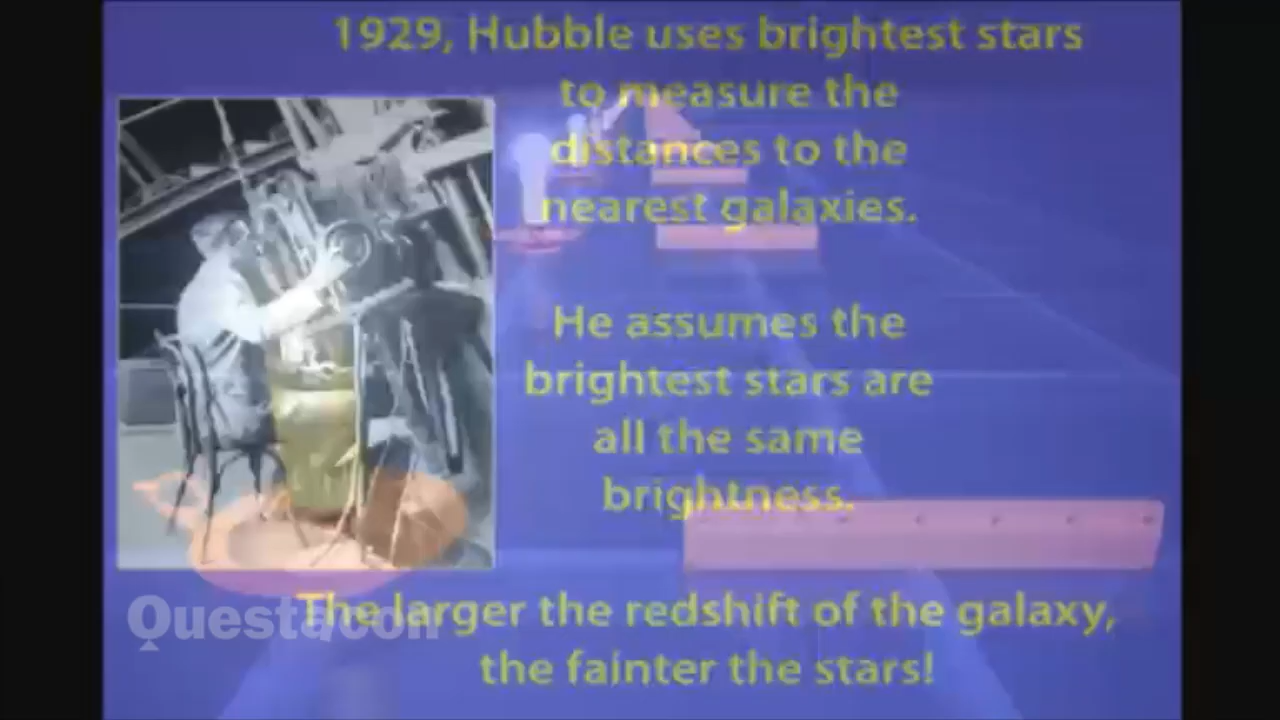 1929, Hubble uses brightest stars
to measure the
distances to the
nearest galaxies.
He assumes the
brightest stars are
all the same
brightness.
The larger the redshift of the galaxy,
the fainter the stars!
Questacon